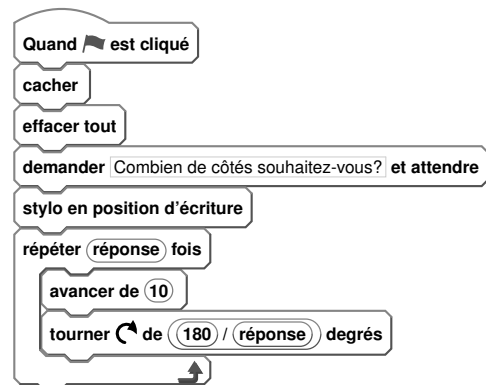 Quand est cliqué
cacher
effacer tout
demander Combien de côtés souhaitez-vous? et attendre
stylo en position d'écriture
répéter réponse fois
avancer de 10
tourner de 180 / réponse degrés